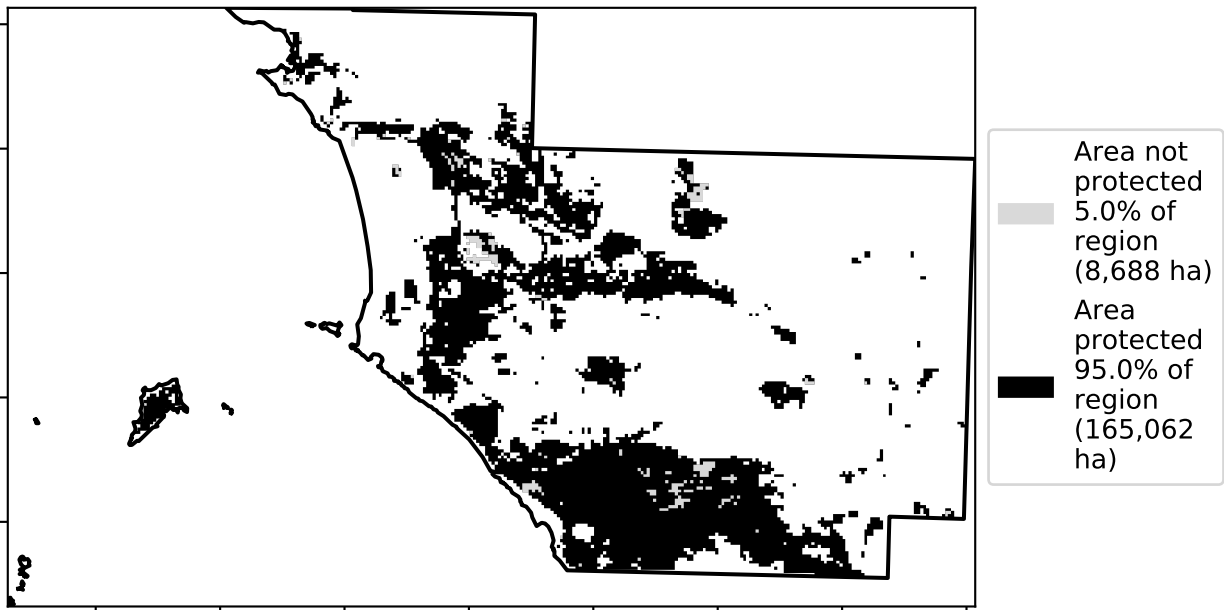 Area not
protected
5.0% of
region
(8,688 ha)
Area
protected
95.0% of
region
(165,062
ha)